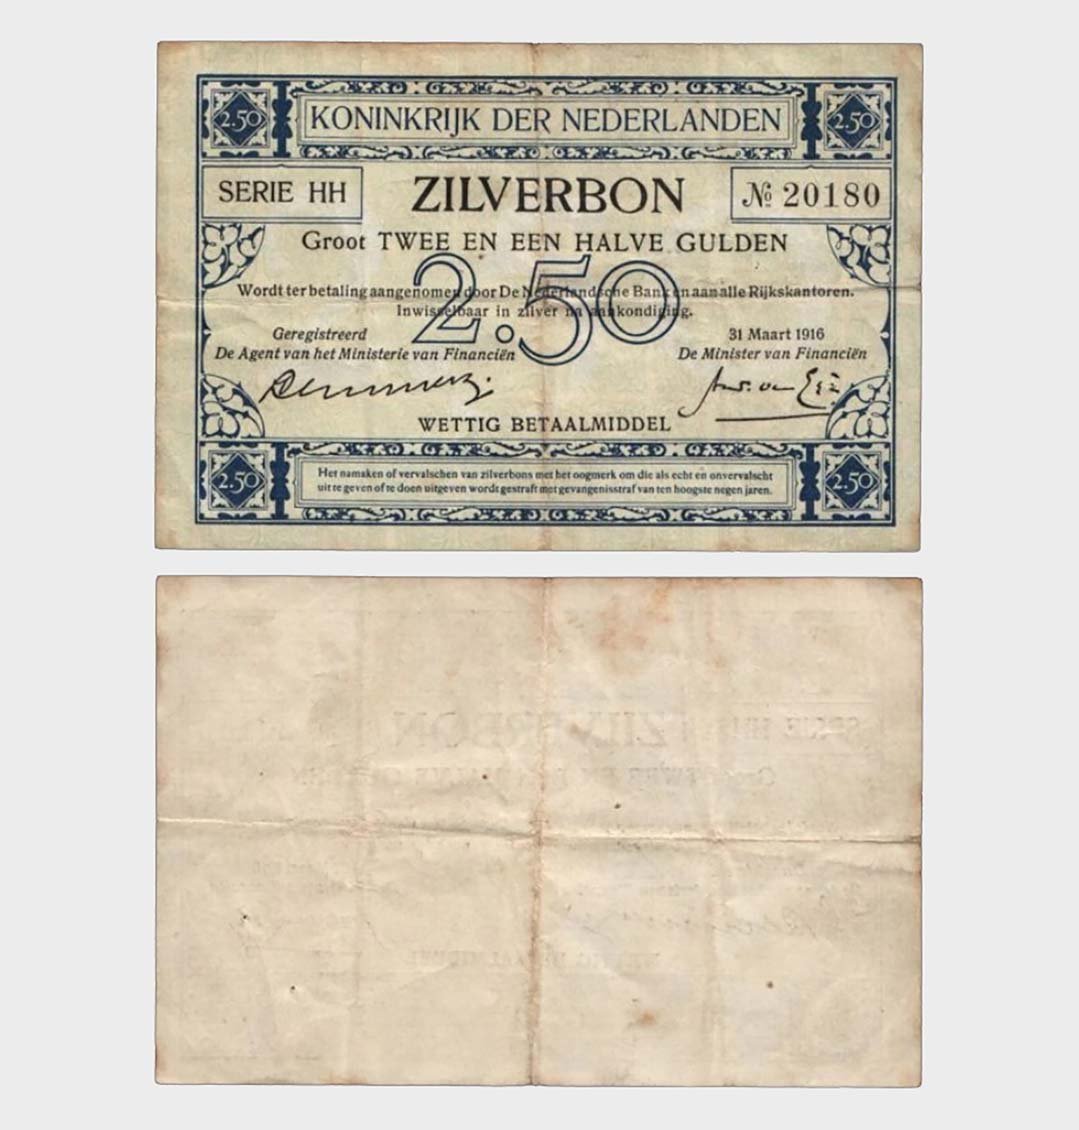 2.50 KONINKRIJK DER NEDERLANDEN 2.50
SERIE HH ZILVERBON № 20180
Groot TWEE EN EEN HALVE GULDEN
2.50
Wordt ter betaling aangenomen door De Nederlandsche Bank en aan alle Rijkskantoren.
Inwisselbaar in zilver na aankondiging.
Geregistreerd 31 Maart 1916
De Agent van het Ministerie van Financiën De Minister van Financiën
WETTIG BETAALMIDDEL
2.50 Het namaken of vervalschen van zilverbons met het oogmerk om die als echt en onvervalscht 2.50
uit te geven of te doen uitgeven wordt gestraft met gevangenisstraf van ten hoogste negen jaren.